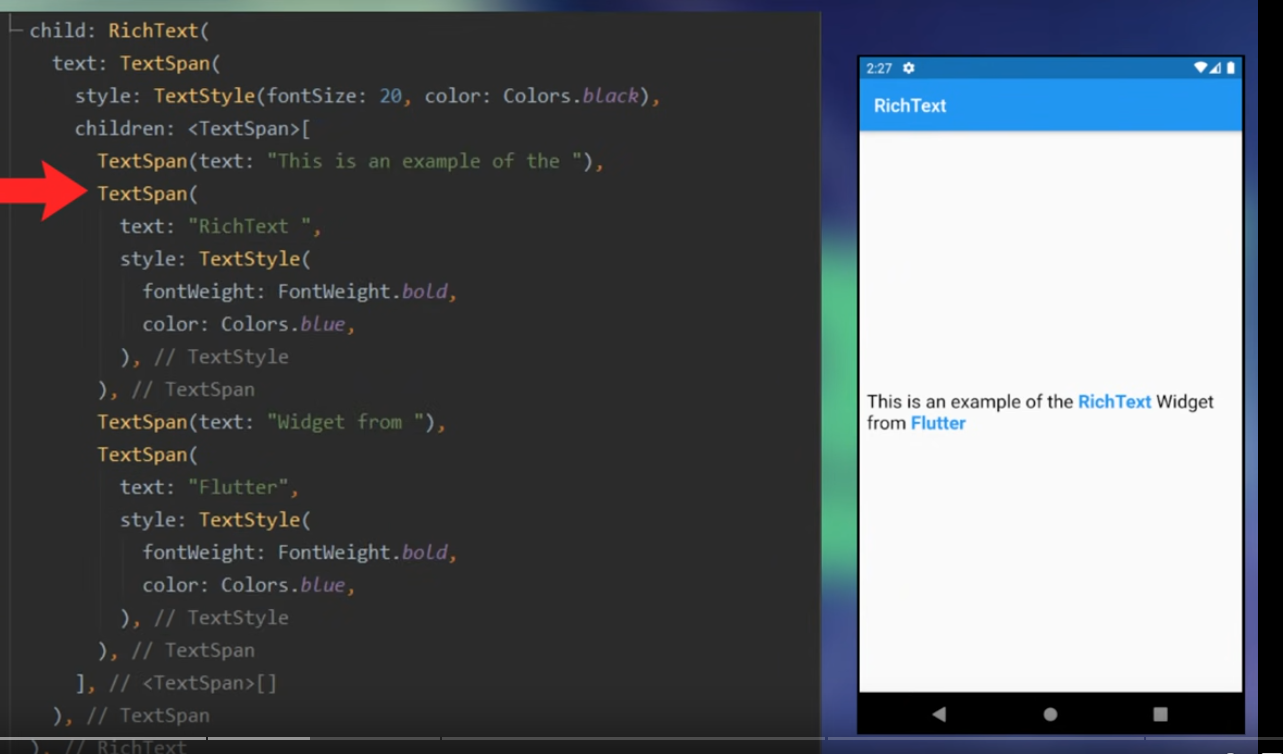 child: RichText(
text: TextSpan(
style: TextStyle(fontSize: 20, color: Colors.black),
children: <TextSpan>[
TextSpan(text: "This is an example of the "),
TextSpan(
text: "RichText ",
style: TextStyle(
fontWeight: FontWeight.bold,
color: Colors.blue,
), // TextStyle
), // TextSpan
TextSpan(text: "Widget from "),
TextSpan(
text: "Flutter",
style: TextStyle(
fontWeight: FontWeight.bold,
color: Colors.blue,
), // TextStyle
), // TextSpan
], // <TextSpan>[]
), // TextSpan
), // RichText
2:27
RichText
This is an example of the RichText Widget
from Flutter